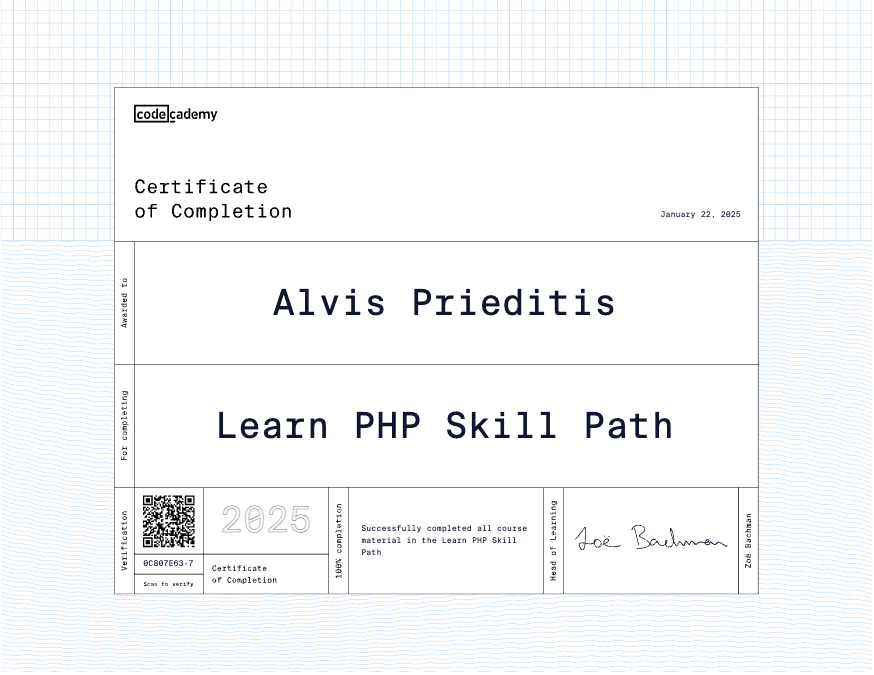 codecademy
Certificate
of Completion
January 22, 2025
Awarded to
Alvis Prieditis
For completing
Learn PHP Skill Path
Verification
0C807E63-7
Scan to verify
2025
Certificate
of Completion
100% completion
Successfully completed all course
material in the Learn PHP Skill
Path
Head of Learning
Zoë Bachman
Zoë Bachman